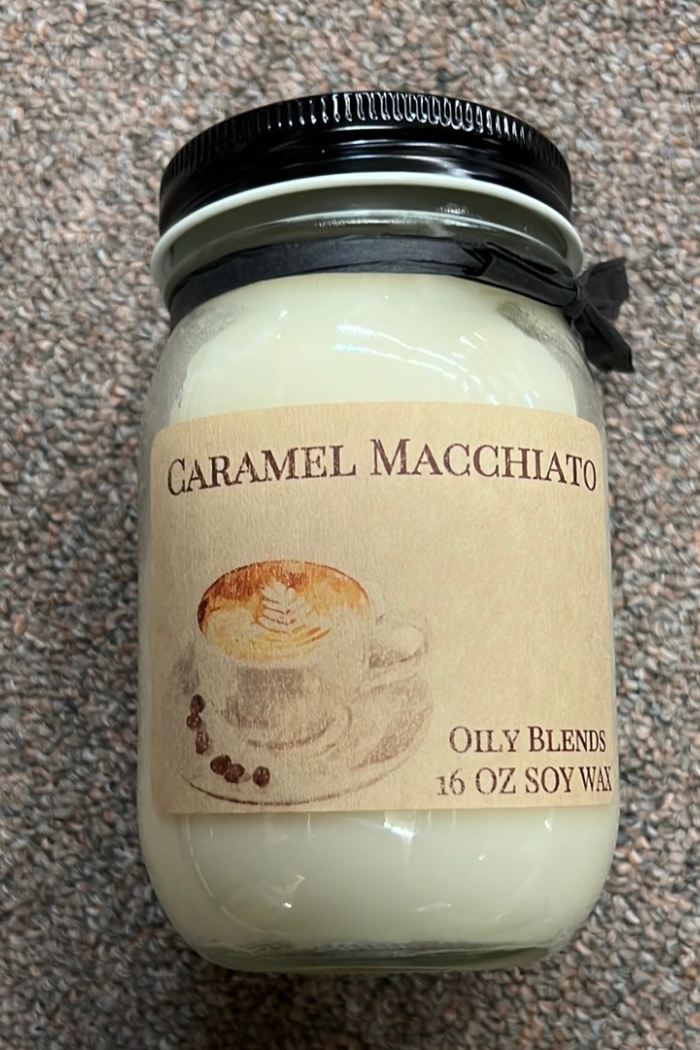 CARAMEL MACCHIATO
OILY BLENDS
16 OZ SOY WAX